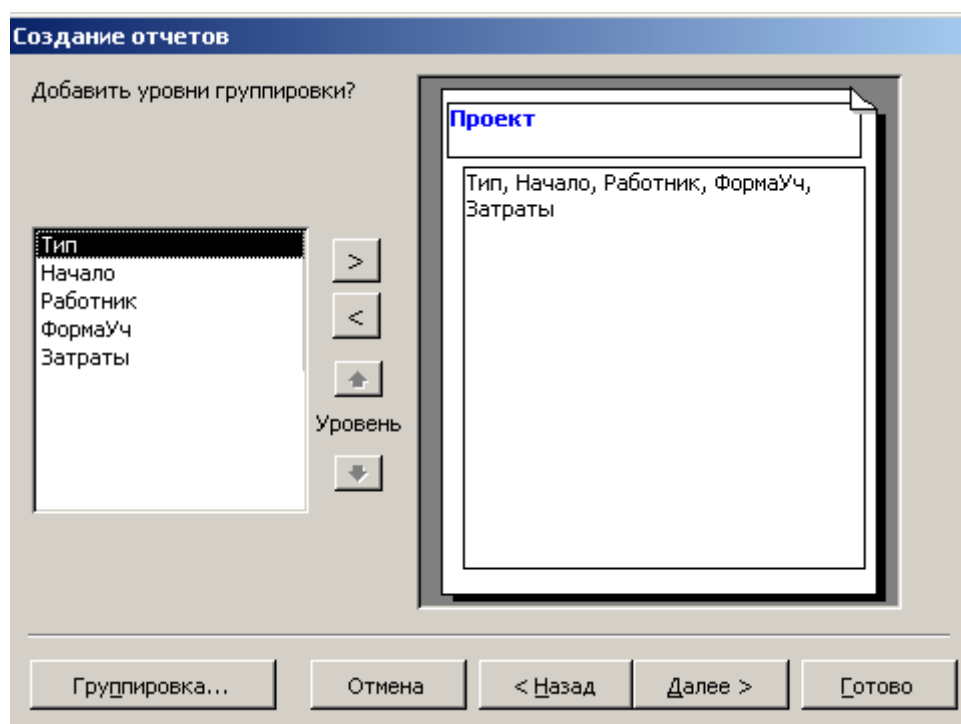 Создание отчетов
Добавить уровни группировки?
Проект
Тип, Начало, Работник, ФормаУч,
Затраты
Тип
Начало
Работник
ФормаУч
Затраты
>
<
Уровень
Группировка...
Отмена
< Назад
Далее >
Готово